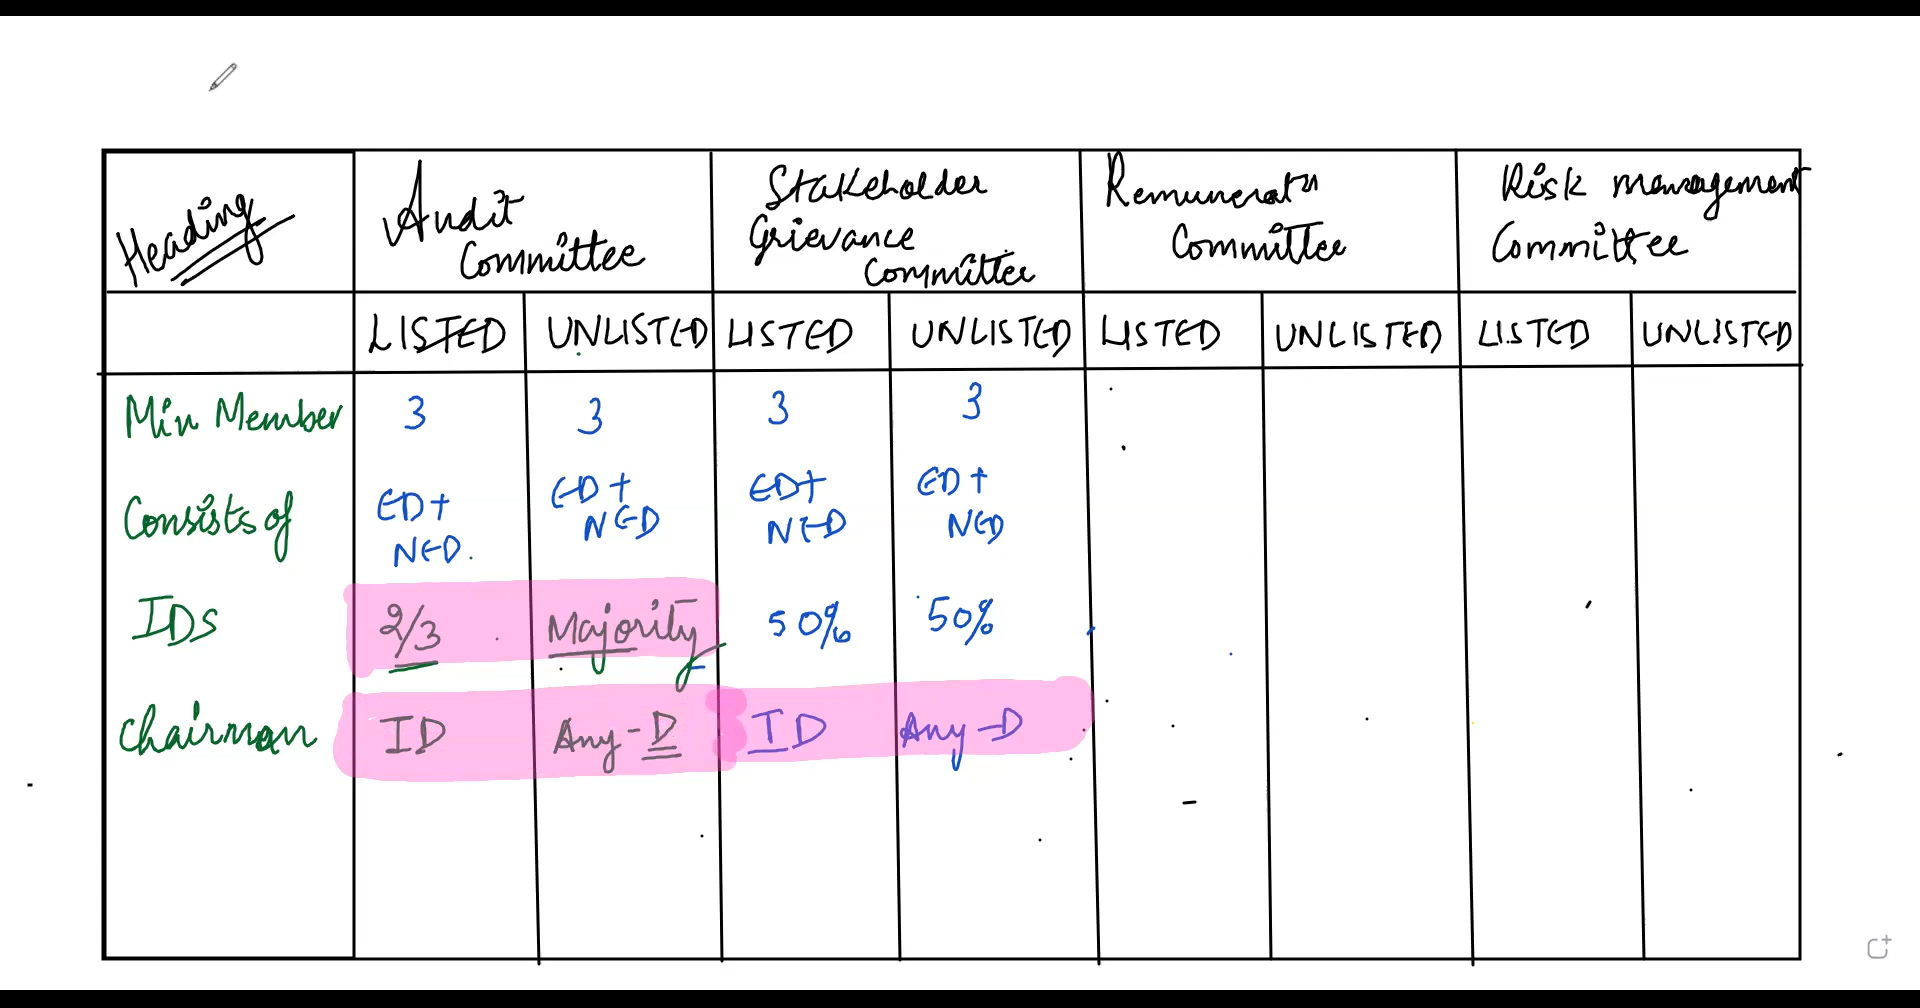 Heading
Audit
Committee
Stakeholder
Grievance
Committee
Remuneratn
Committee
Risk management
Committee
LISTED UNLISTED LISTED UNLISTED LISTED UNLISTED LISTED UNLISTED
Min Member 3 3 3 3
Consists of ED+ ED+ ED+ ED+
NED NED NED NED
IDs 2/3 Majority 50% 50%
Chairman ID Any-D ID Any-D